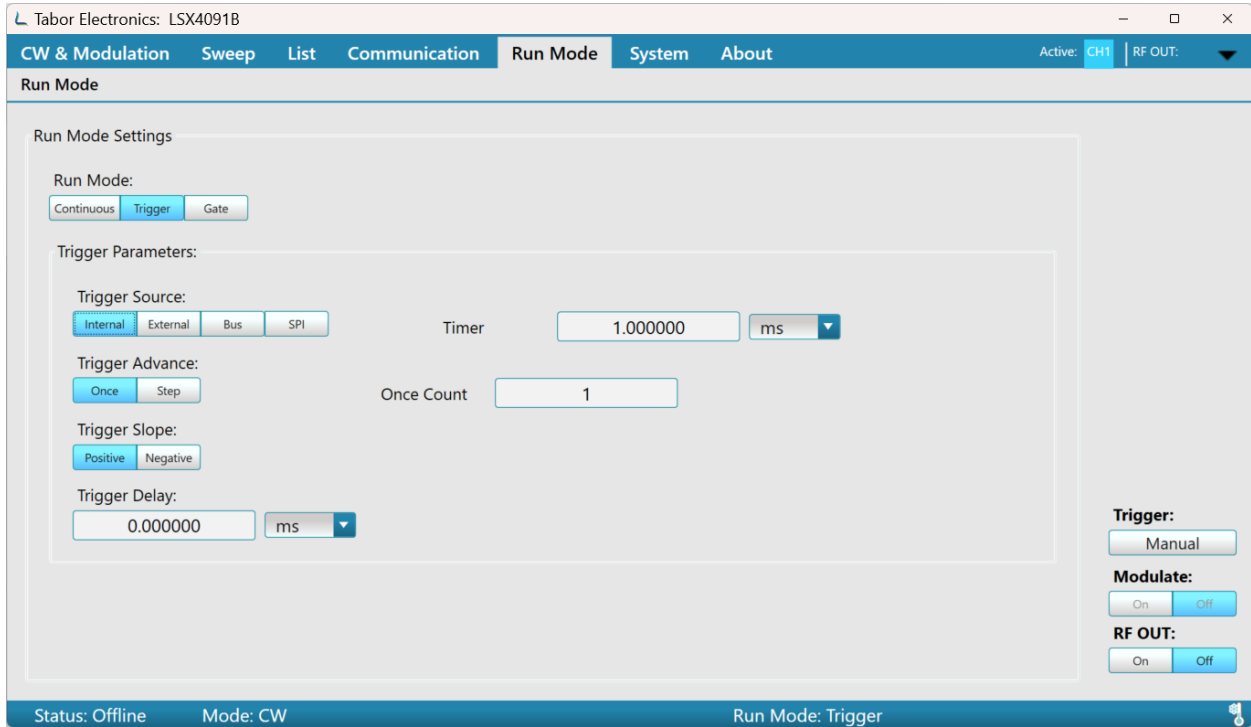 Tabor Electronics: LSX4091B
CW & Modulation Sweep List Communication Run Mode System About Active: CH1 RF OUT:
Run Mode
Run Mode Settings
Run Mode:
Continuous Trigger Gate
Trigger Parameters:
Trigger Source:
Internal External Bus SPI Timer 1.000000 ms
Trigger Advance:
Once Step Once Count 1
Trigger Slope:
Positive Negative
Trigger Delay:
0.000000 ms
Trigger:
Manual
Modulate:
On Off
RF OUT:
On Off
Status: Offline Mode: CW Run Mode: Trigger